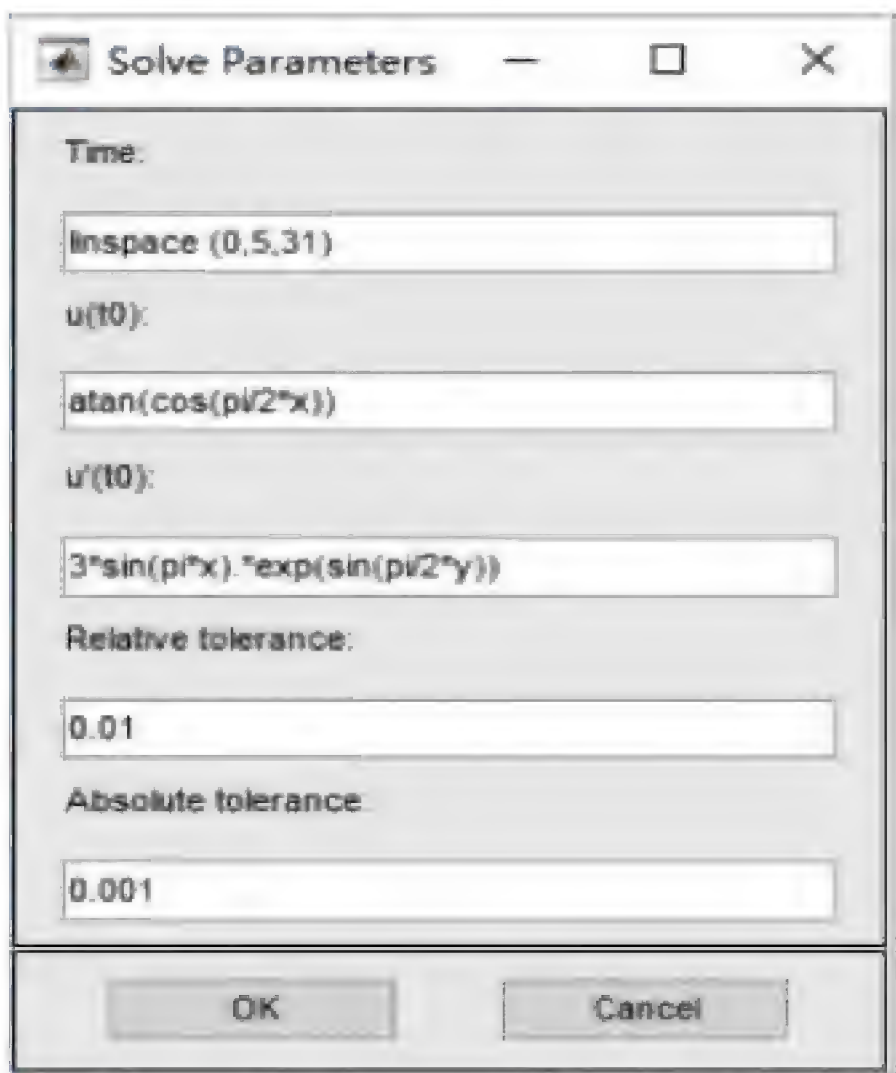 Solve Parameters
Time:
linspace (0,5,31)
u(t0):
atan(cos(pi/2*x))
u'(t0):
3*sin(pi*x).*exp(sin(pi/2*y))
Relative tolerance:
0.01
Absolute tolerance:
0.001
OK Cancel